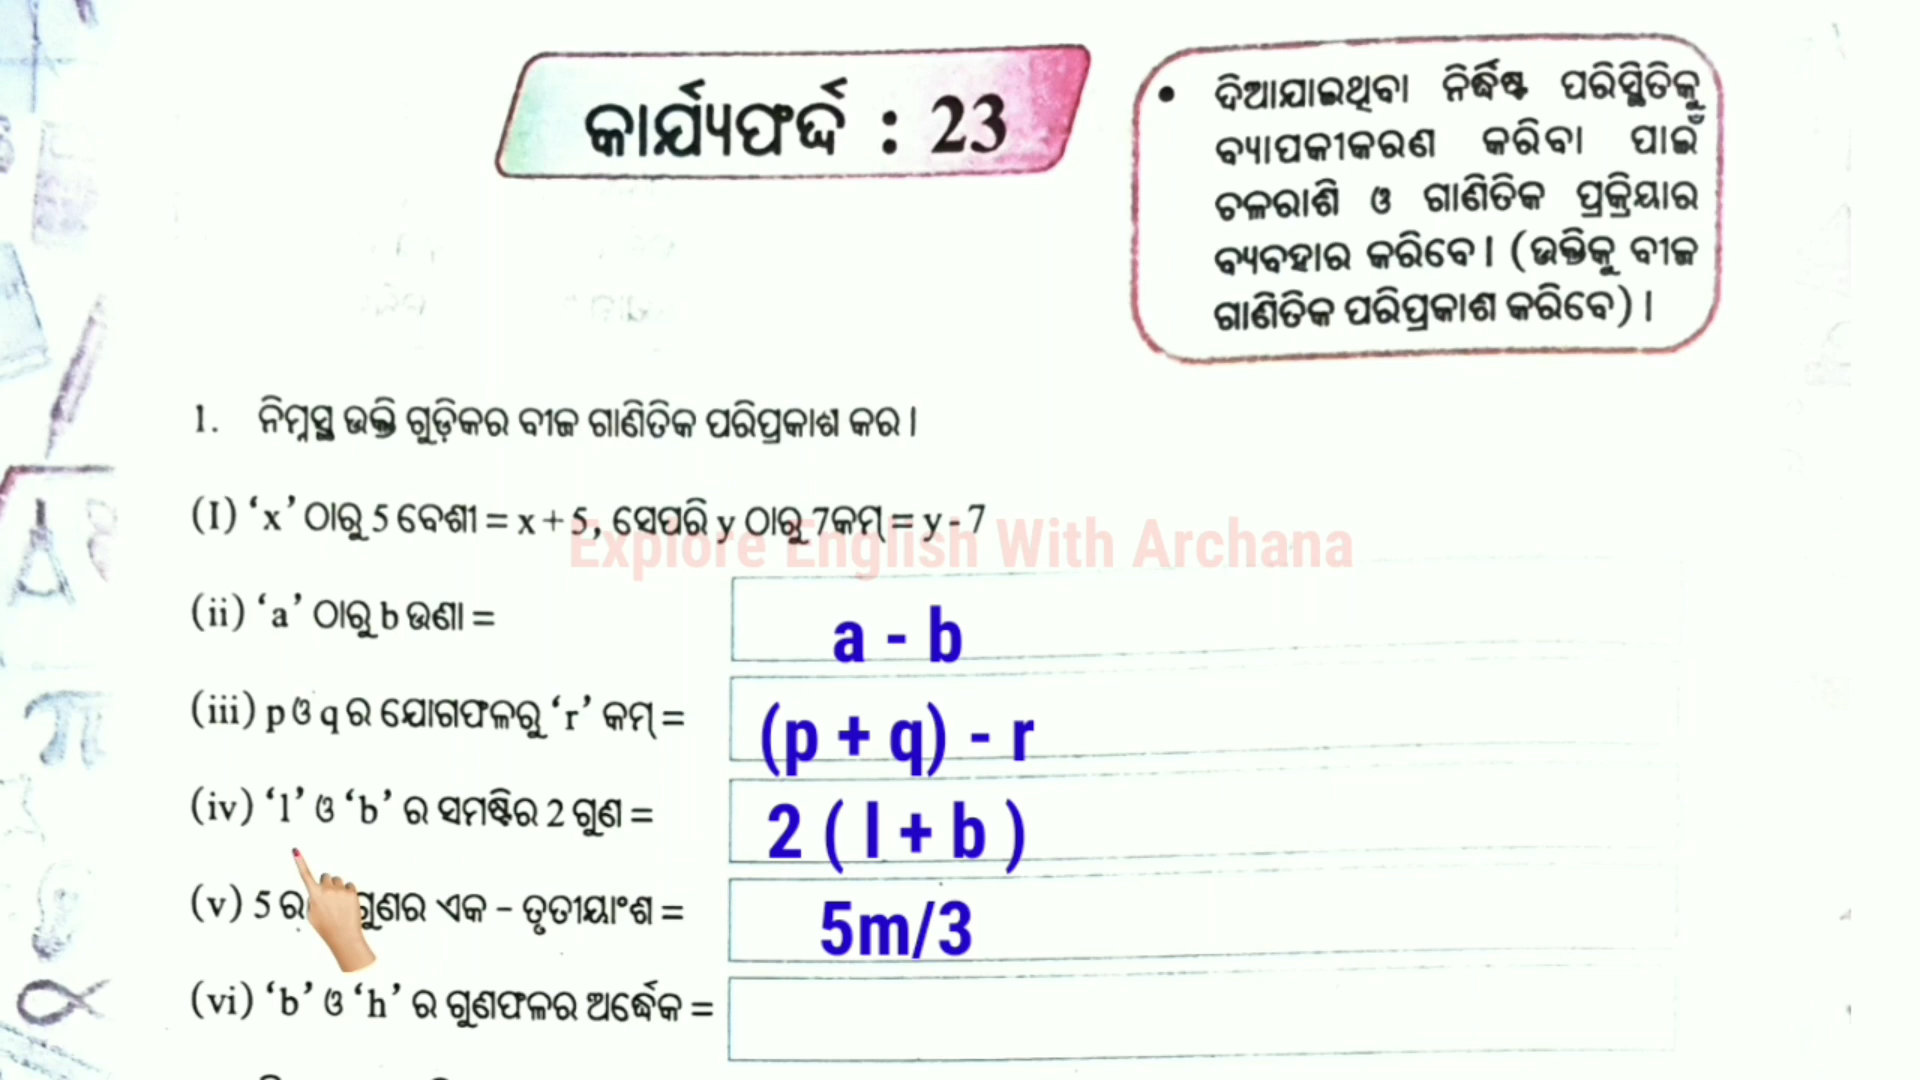 କାର୍ଯ୍ୟଫର୍ଦ୍ଦ : 23
• ଦିଆଯାଇଥିବା ନିର୍ଦ୍ଧିଷ୍ଟ ପରିସ୍ଥିତିକୁ
ବ୍ୟାପକୀକରଣ କରିବା ପାଇଁ
ଚଳରାଶି ଓ ଗାଣିତିକ ପ୍ରକ୍ରିୟାର
ବ୍ୟବହାର କରିବେ। (ଉକ୍ତିକୁ ବୀଜ
ଗାଣିତିକ ପରିପ୍ରକାଶ କରିବେ)।
1. ନିମ୍ନସ୍ଥ ଉକ୍ତି ଗୁଡ଼ିକର ବୀଜ ଗାଣିତିକ ପରିପ୍ରକାଶ କର।
(I) ‘x’ ଠାରୁ 5 ବେଶୀ = x + 5, ସେପରି y ଠାରୁ 7କମ୍ = y - 7
Explore English With Archana
(ii) ‘a’ ଠାରୁ b ଊଣା = a - b
(iii) p ଓ q ର ଯୋଗଫଳରୁ ‘r’ କମ୍ = (p + q) - r
(iv) ‘l’ ଓ ‘b’ ର ସମଷ୍ଟିର 2 ଗୁଣ = 2 ( l + b )
(v) 5 ର ଗୁଣର ଏକ - ତୃତୀୟାଂଶ = 5m/3
(vi) ‘b’ ଓ ‘h’ ର ଗୁଣଫଳର ଅର୍ଦ୍ଧେକ =